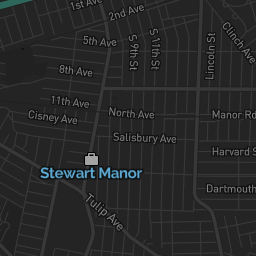 1st Ave
2nd Ave
5th Ave
S 9th St
S 11th St
Lincoln St
Clinch Ave
8th Ave
11th Ave
Cisney Ave
North Ave
Manor Rd
Salisbury Ave
Harvard S
Stewart Manor
Dartmouth
Tulip Ave